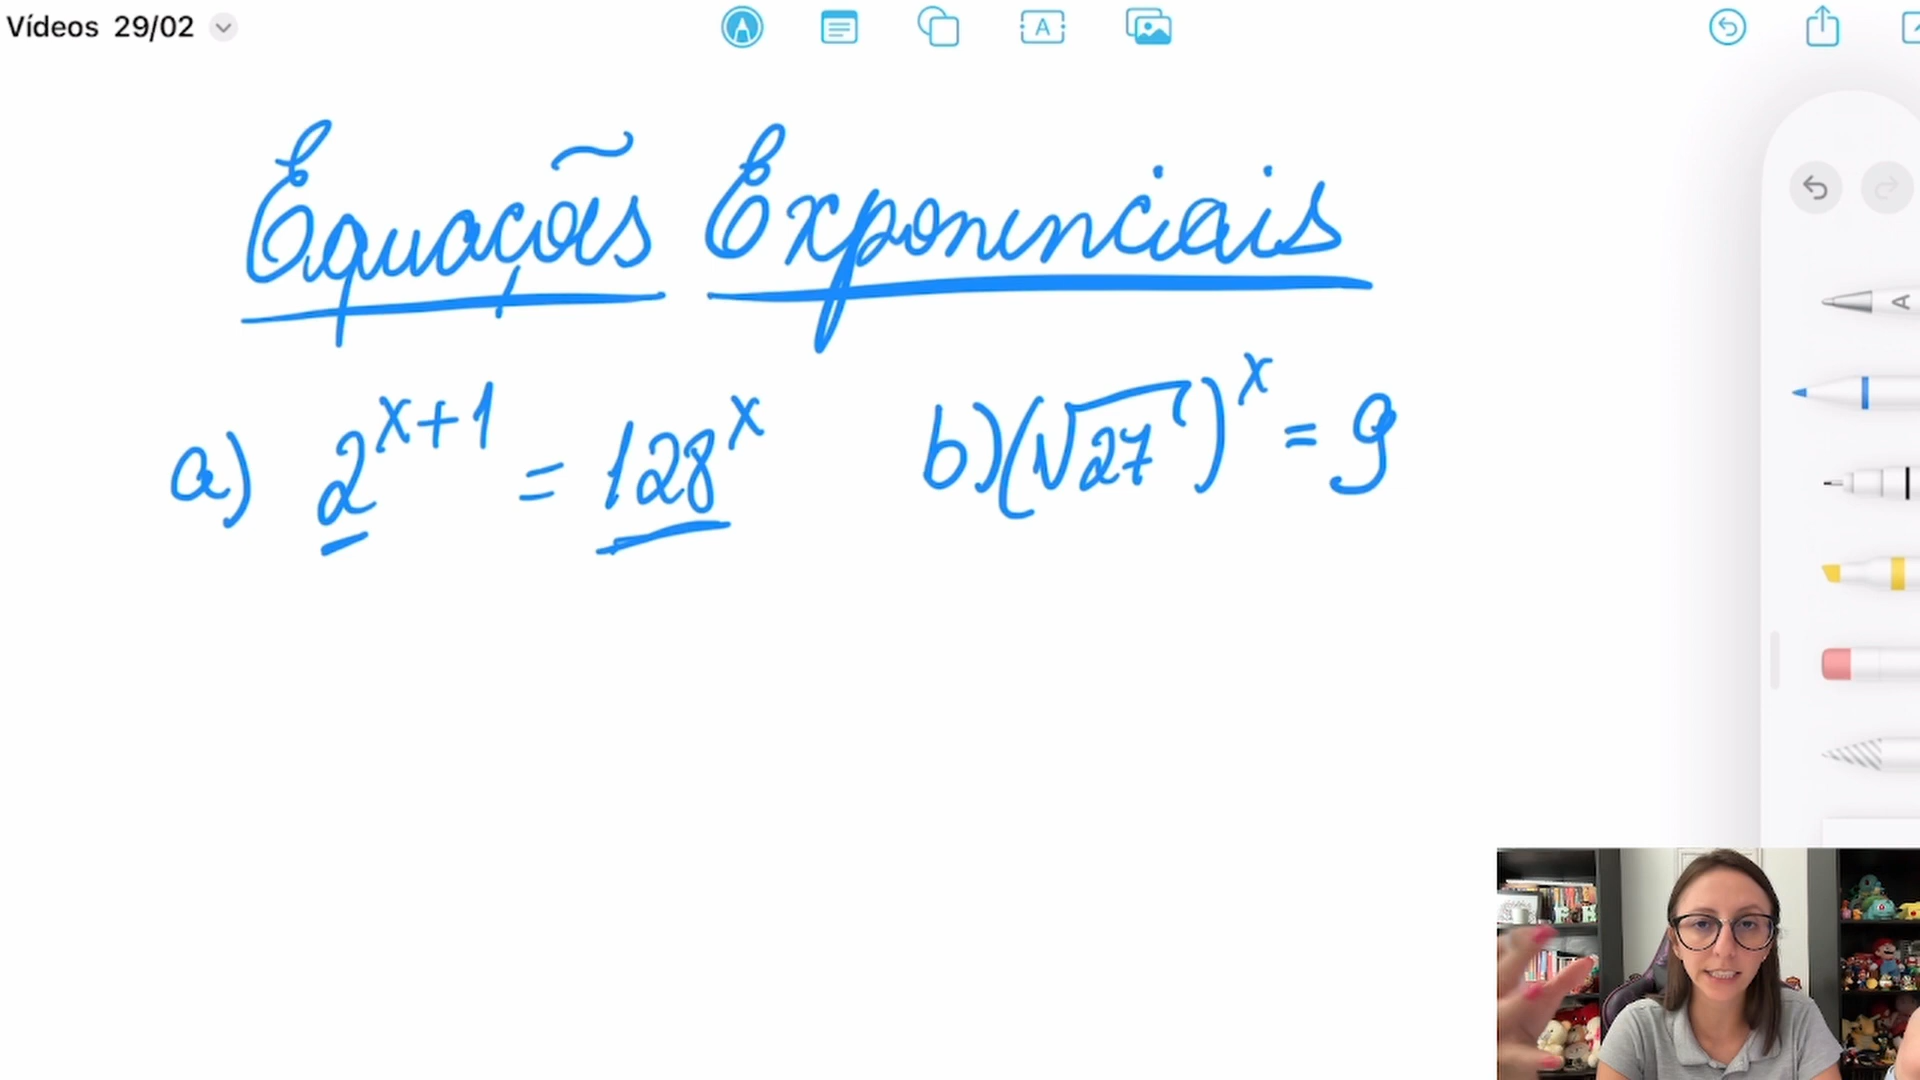 Vídeos 29/02
Equações Exponenciais
a) 2^{x+1} = 128^x b) (√27)^x = 9